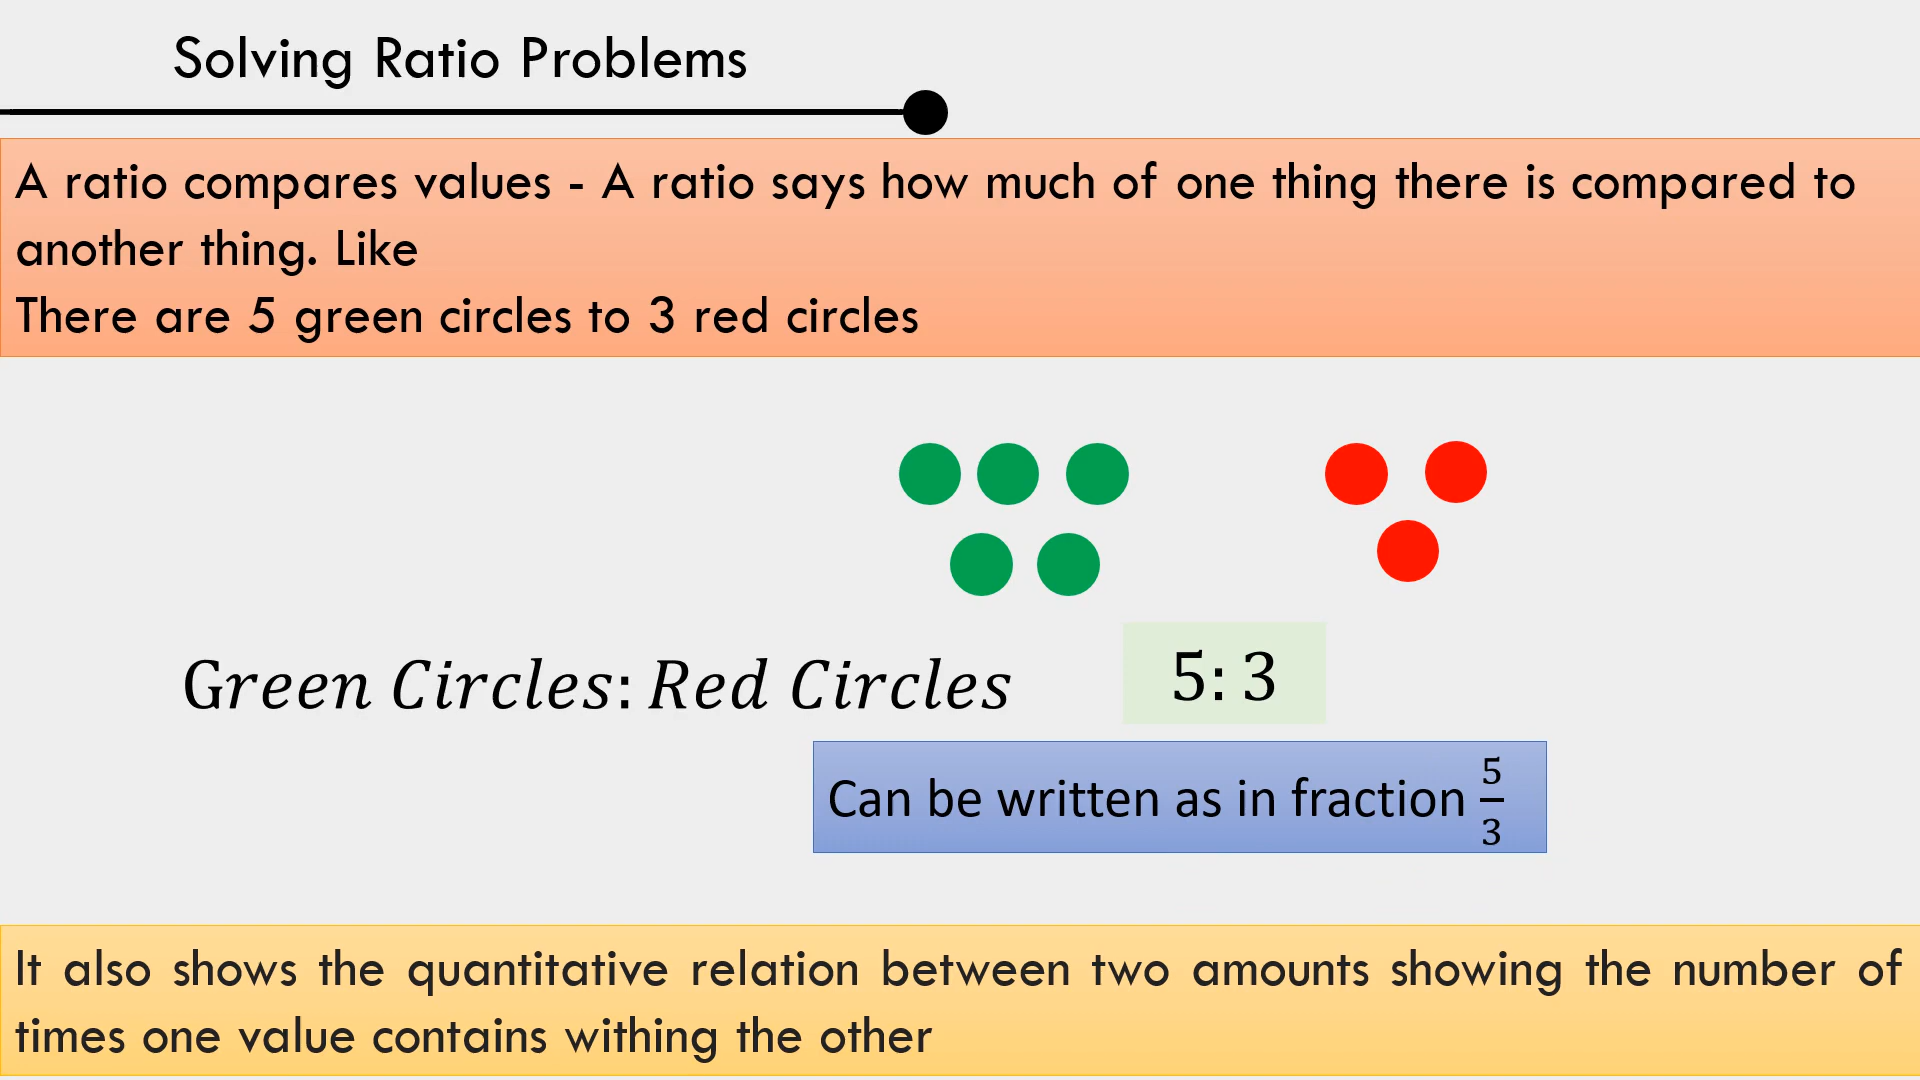 Solving Ratio Problems
A ratio compares values - A ratio says how much of one thing there is compared to
another thing. Like
There are 5 green circles to 3 red circles
Green Circles: Red Circles 5: 3
Can be written as in fraction 5/3
It also shows the quantitative relation between two amounts showing the number of
times one value contains withing the other